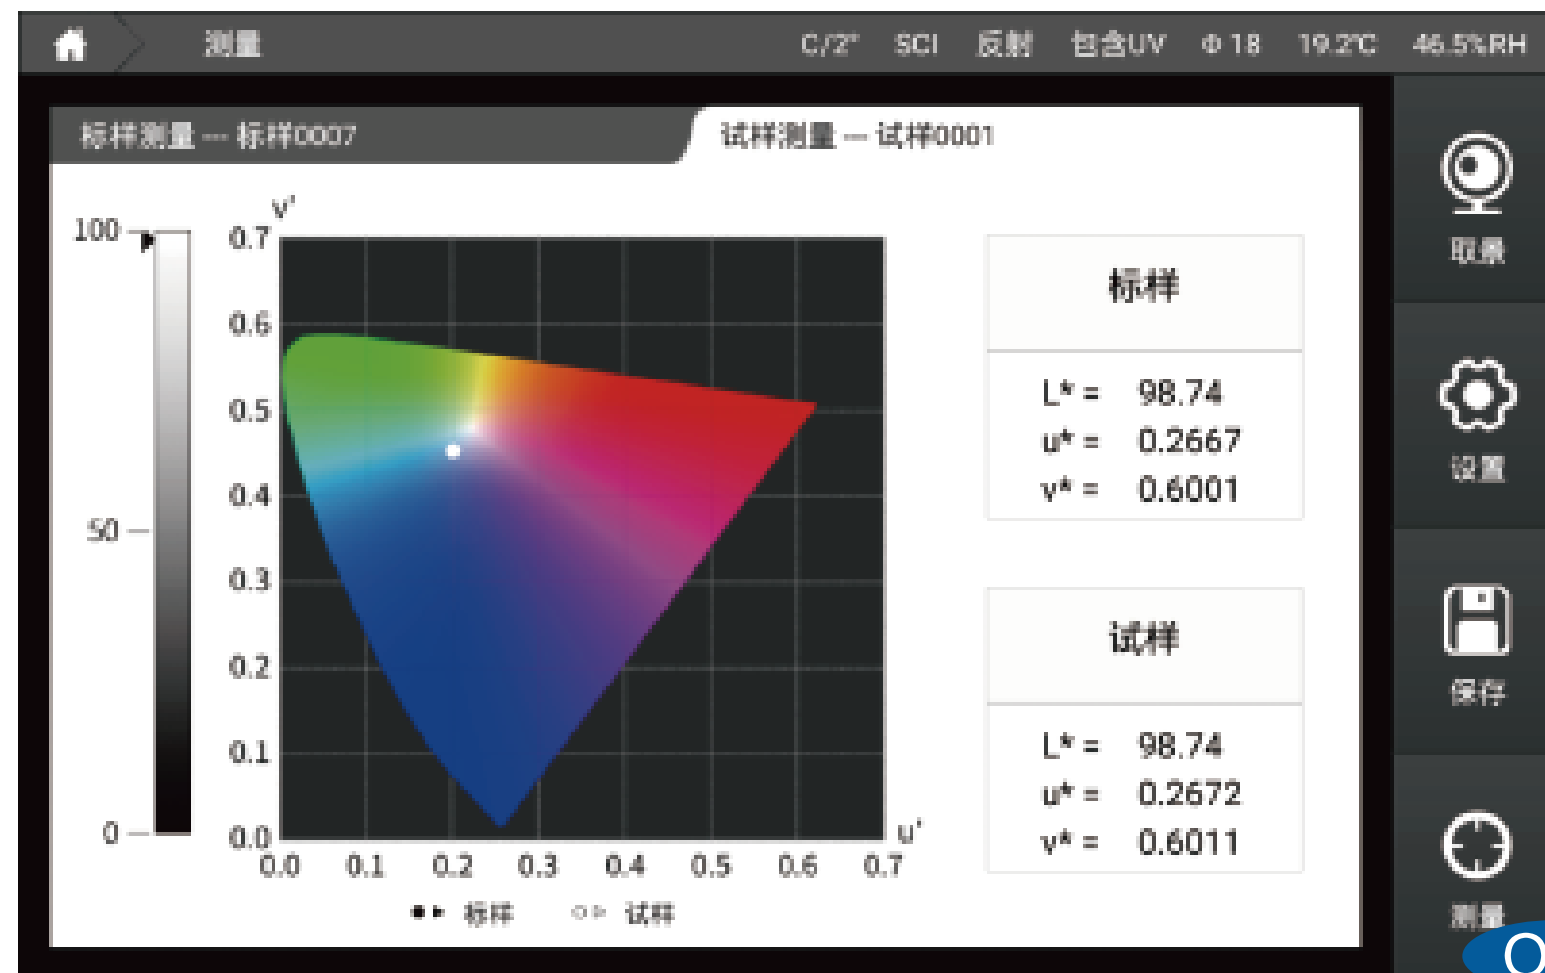 测量 C/2° SCI 反射 包含UV Φ 18 19.2℃ 46.5%RH
标样测量 --- 标样0007
试样测量 --- 试样0001
v'
100
50
0
0.7
0.6
0.5
0.4
0.3
0.2
0.1
0.0
0.0 0.1 0.2 0.3 0.4 0.5 0.6 0.7
u'
标样 试样
标样
L* = 98.74
u* = 0.2667
v* = 0.6001
试样
L* = 98.74
u* = 0.2672
v* = 0.6011
取景
设置
保存
测量